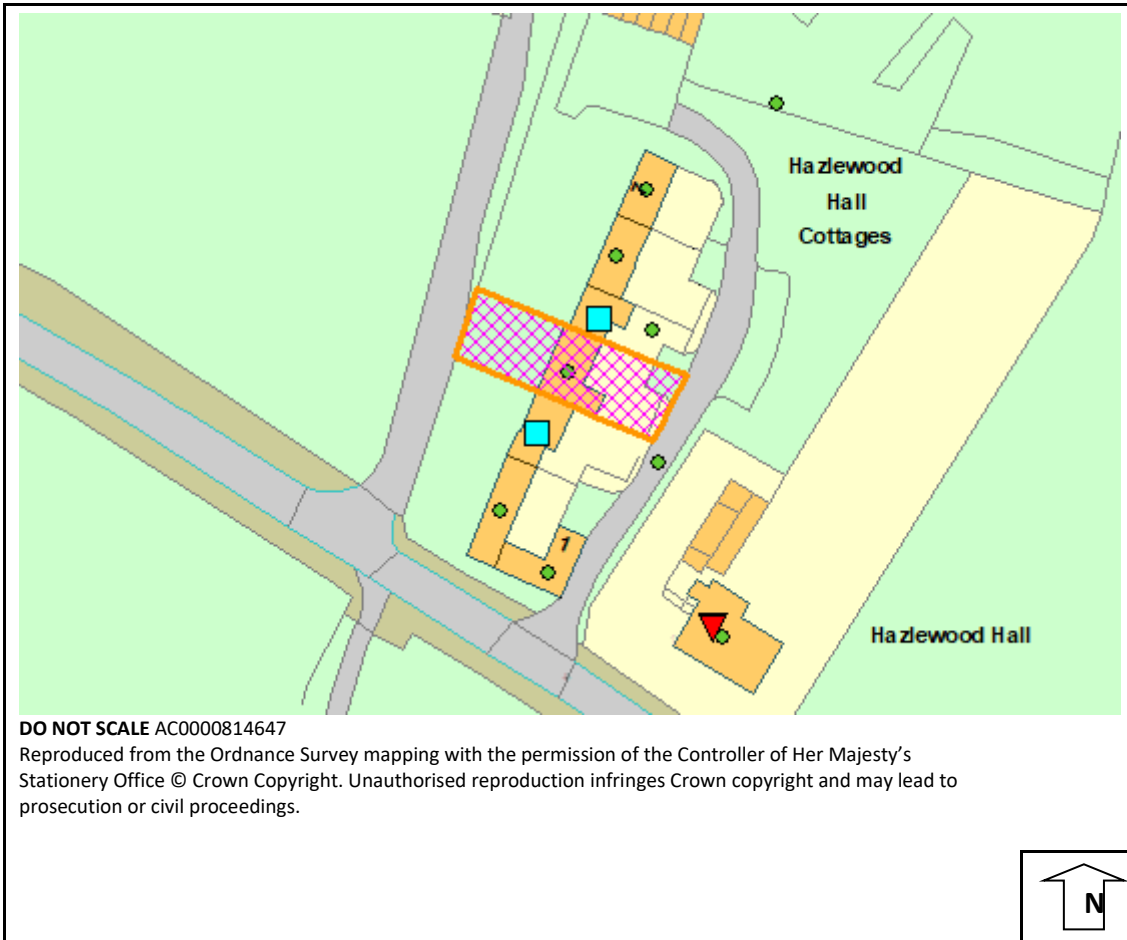 Hazlewood
Hall
Cottages
1
Hazlewood Hall
DO NOT SCALE AC0000814647
Reproduced from the Ordnance Survey mapping with the permission of the Controller of Her Majesty’s
Stationery Office © Crown Copyright. Unauthorised reproduction infringes Crown copyright and may lead to
prosecution or civil proceedings.
N